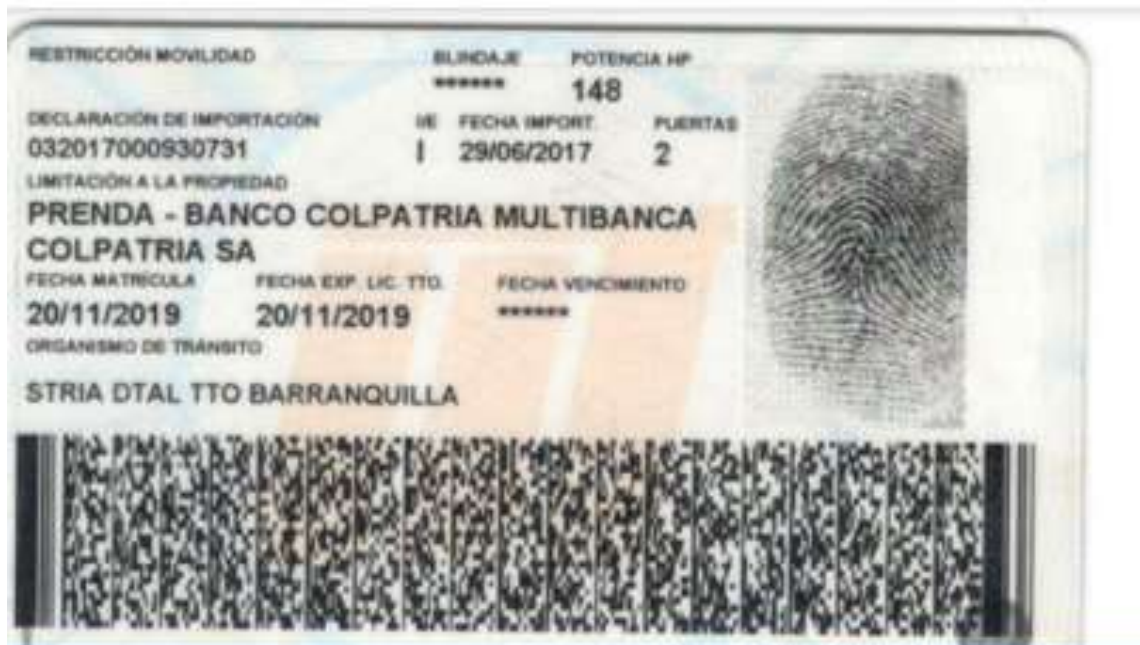 RESTRICCIÓN MOVILIDAD BLINDAJE POTENCIA HP
****** 148
DECLARACIÓN DE IMPORTACIÓN I/E FECHA IMPORT. PUERTAS
032017000930731 I 29/06/2017 2
LIMITACIÓN A LA PROPIEDAD
PRENDA - BANCO COLPATRIA MULTIBANCA
COLPATRIA SA
FECHA MATRÍCULA FECHA EXP. LIC. TTO. FECHA VENCIMIENTO
20/11/2019 20/11/2019 ******
ORGANISMO DE TRÁNSITO
STRIA DTAL TTO BARRANQUILLA